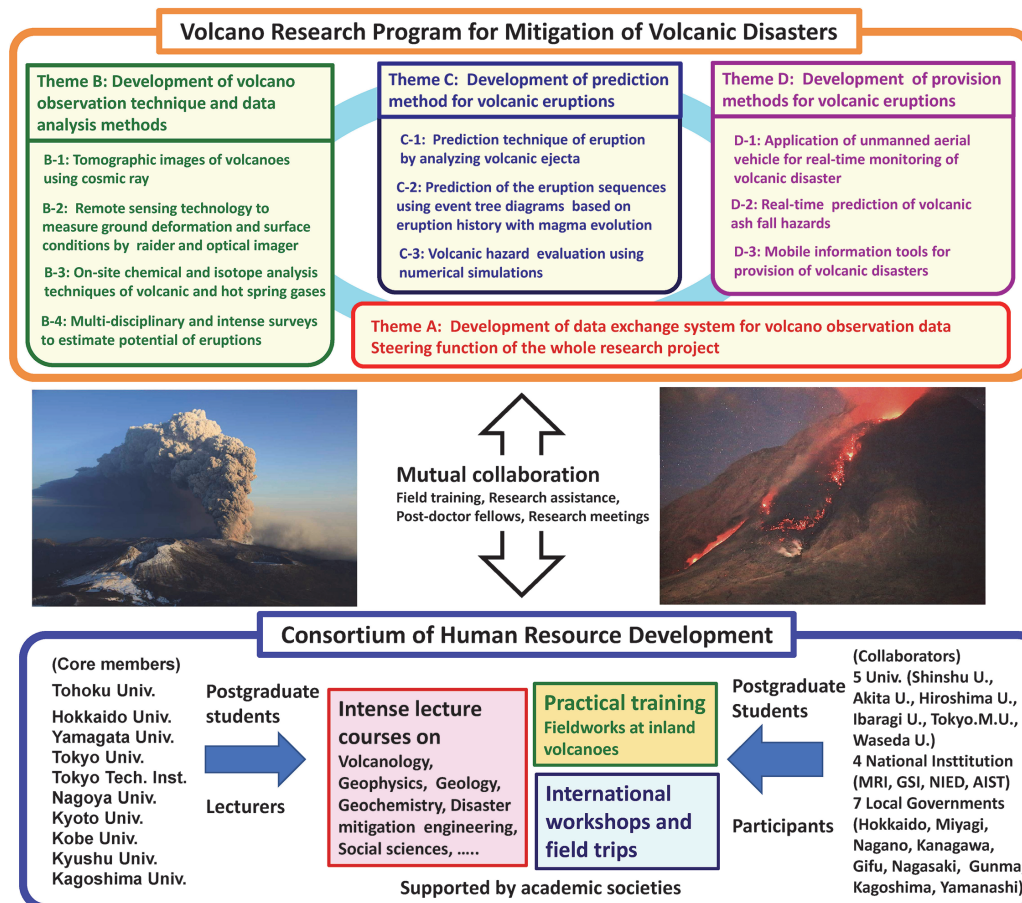 Volcano Research Program for Mitigation of Volcanic Disasters
Theme B: Development of volcano
observation technique and data
analysis methods
B-1: Tomographic images of volcanoes
using cosmic ray
B-2: Remote sensing technology to
measure ground deformation and surface
conditions by raider and optical imager
B-3: On-site chemical and isotope analysis
techniques of volcanic and hot spring gases
B-4: Multi-disciplinary and intense surveys
to estimate potential of eruptions
Theme C: Development of prediction
method for volcanic eruptions
C-1: Prediction technique of eruption
by analyzing volcanic ejecta
C-2: Prediction of the eruption sequences
using event tree diagrams based on
eruption history with magma evolution
C-3: Volcanic hazard evaluation using
numerical simulations
Theme D: Development of provision
methods for volcanic eruptions
D-1: Application of unmanned aerial
vehicle for real-time monitoring of
volcanic disaster
D-2: Real-time prediction of volcanic
ash fall hazards
D-3: Mobile information tools for
provision of volcanic disasters
Theme A: Development of data exchange system for volcano observation data
Steering function of the whole research project
Mutual collaboration
Field training, Research assistance,
Post-doctor fellows, Research meetings
Consortium of Human Resource Development
(Core members)
Tohoku Univ.
Hokkaido Univ.
Yamagata Univ.
Tokyo Univ.
Tokyo Tech. Inst.
Nagoya Univ.
Kyoto Univ.
Kobe Univ.
Kyushu Univ.
Kagoshima Univ.
Postgraduate
students
Lecturers
Intense lecture
courses on
Volcanology,
Geophysics, Geology,
Geochemistry, Disaster
mitigation engineering,
Social sciences, .....
Practical training
Fieldworks at inland
volcanoes
International
workshops and
field trips
Supported by academic societies
Postgraduate
Students
Participants
(Collaborators)
5 Univ. (Shinshu U.,
Akita U., Hiroshima U.,
Ibaragi U., Tokyo.M.U.,
Waseda U.)
4 National Insttitution
(MRI, GSI, NIED, AIST)
7 Local Governments
(Hokkaido, Miyagi,
Nagano, Kanagawa,
Gifu, Nagasaki, Gunma
Kagoshima, Yamanashi)